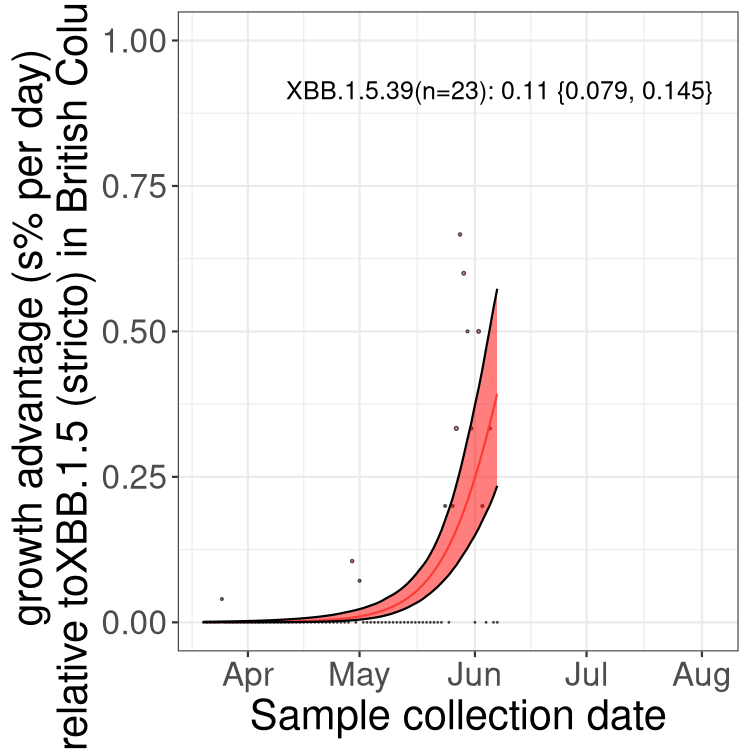 growth advantage (s% per day)
relative toXBB.1.5 (stricto) in British Colu
1.00
0.75
0.50
0.25
0.00
XBB.1.5.39(n=23): 0.11 {0.079, 0.145}
Apr May Jun Jul Aug
Sample collection date